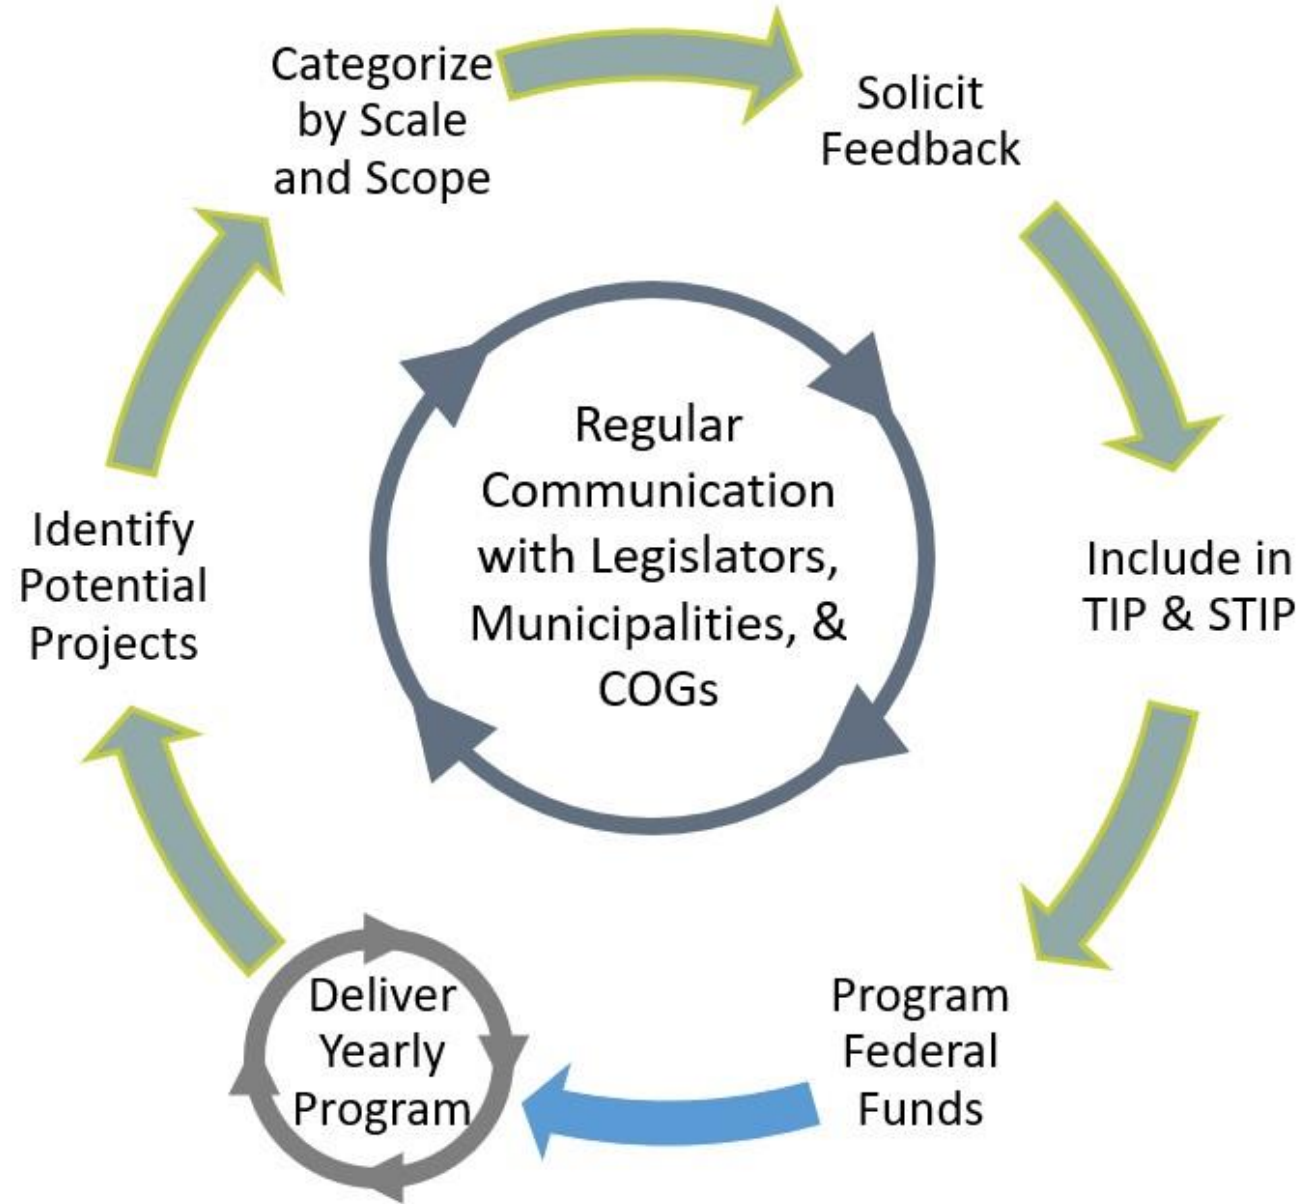 Categorize
by Scale
and Scope
Solicit
Feedback
Include in
TIP & STIP
Program
Federal
Funds
Deliver
Yearly
Program
Identify
Potential
Projects
Regular
Communication
with Legislators,
Municipalities, &
COGs